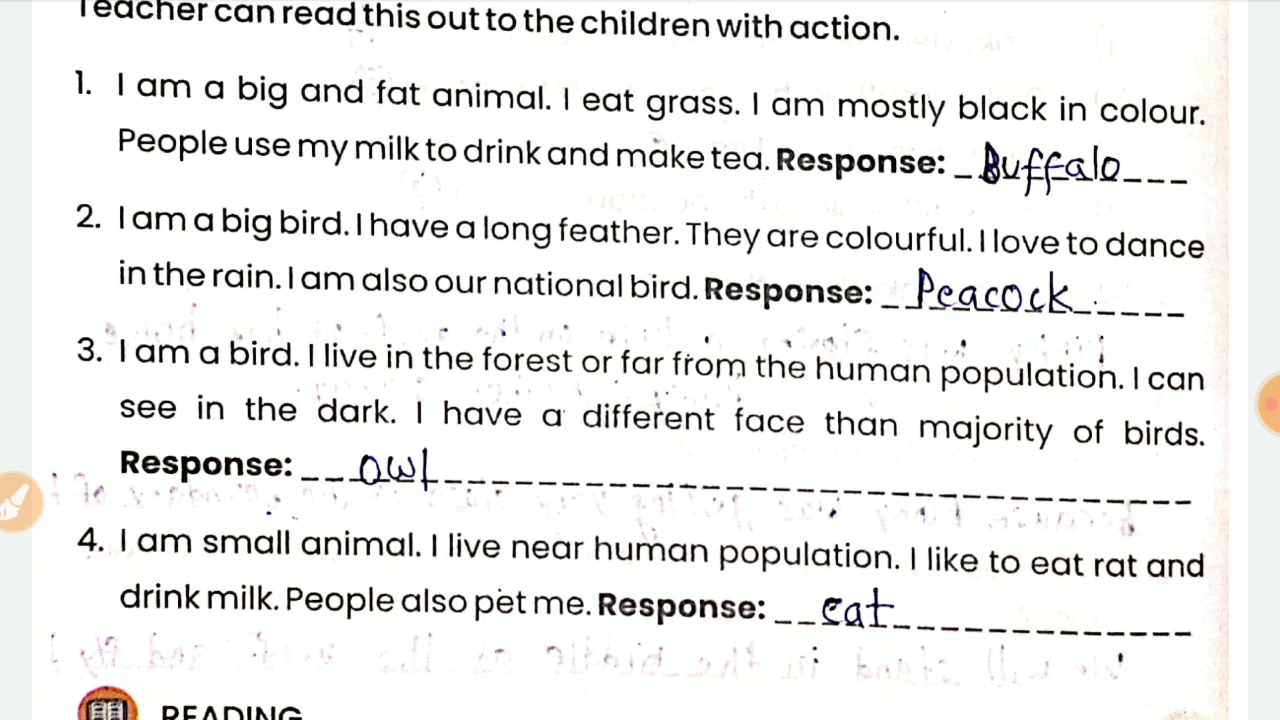 Teacher can read this out to the children with action.
1. I am a big and fat animal. I eat grass. I am mostly black in colour.
People use my milk to drink and make tea. Response: _Buffalo___
2. I am a big bird. I have a long feather. They are colourful. I love to dance
in the rain. I am also our national bird. Response: __Peacock_____
3. I am a bird. I live in the forest or far from the human population. I can
see in the dark. I have a different face than majority of birds.
Response: ___owl____________________
4. I am small animal. I live near human population. I like to eat rat and
drink milk. People also pet me. Response: __cat_____________
READING